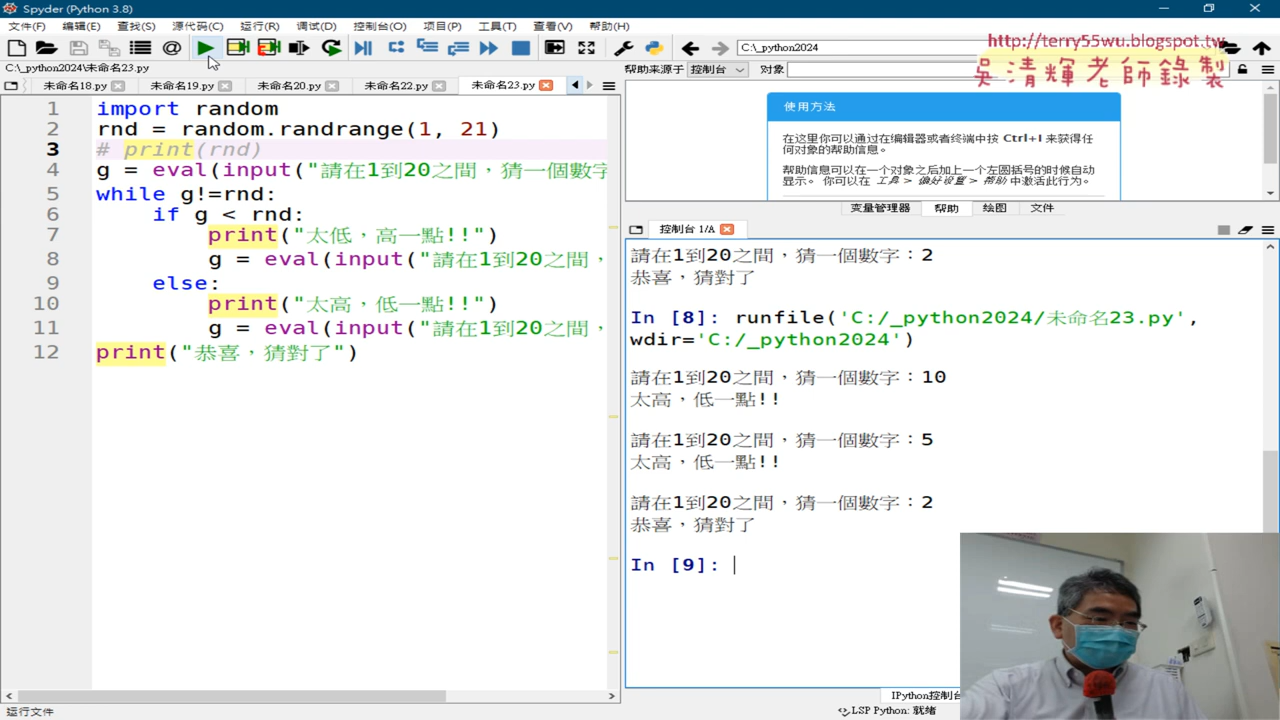 Spyder (Python 3.8)
文件(F) 编辑(E) 查找(S) 源代码(C) 运行(R) 调试(D) 控制台(O) 项目(P) 工具(T) 查看(V) 帮助(H)
C:\_python2024
http://terry55wu.blogspot.tw
吳清輝老師錄製
C:\_python2024\未命名23.py
帮助来源于 控制台 对象
未命名18.py 未命名19.py 未命名20.py 未命名22.py 未命名23.py
1 import random
2 rnd = random.randrange(1, 21)
3 # print(rnd)
4 g = eval(input("請在1到20之間，猜一個數字
5 while g!=rnd:
6 if g < rnd:
7 print("太低，高一點!!")
8 g = eval(input("請在1到20之間，
9 else:
10 print("太高，低一點!!")
11 g = eval(input("請在1到20之間，
12 print("恭喜，猜對了")
使用方法
在这里你可以通过在编辑器或者终端中按 Ctrl+I 来获得任
何对象的帮助信息。
帮助信息可以在一个对象之后加上一个左圆括号的时候自动
显示。 你可以在 工具 > 偏好设置 > 帮助 中激活此行为。
变量管理器 帮助 绘图 文件
控制台 1/A
請在1到20之間，猜一個數字：2
恭喜，猜對了
In [8]: runfile('C:/_python2024/未命名23.py',
wdir='C:/_python2024')
請在1到20之間，猜一個數字：10
太高，低一點!!
請在1到20之間，猜一個數字：5
太高，低一點!!
請在1到20之間，猜一個數字：2
恭喜，猜對了
In [9]:
IPython控制台
运行文件
LSP Python: 就绪